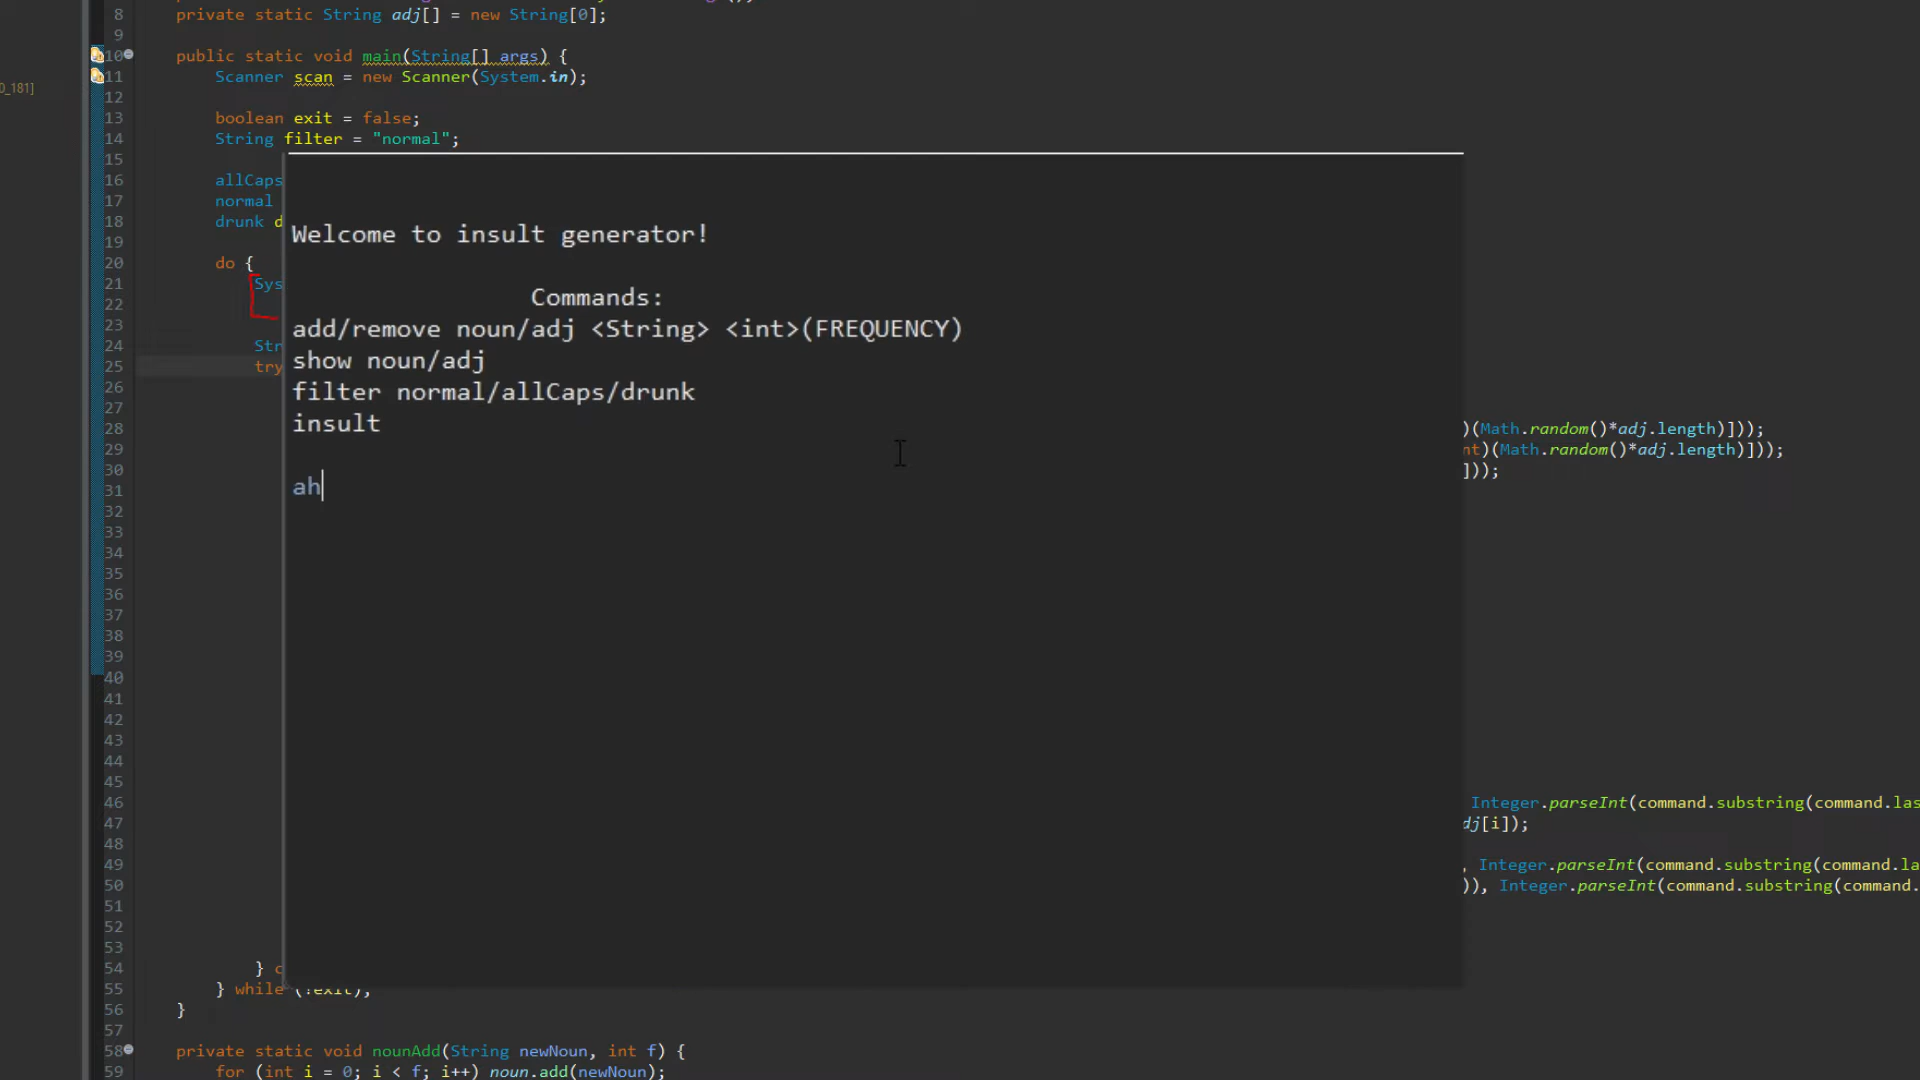 8 private static String adj[] = new String[0];
9
10 public static void main(String[] args) {
0_181]
11 Scanner scan = new Scanner(System.in);
12
13 boolean exit = false;
14 String filter = "normal";
15
16 allCaps
17 normal
18 drunk d
19
Welcome to insult generator!
20 do {
21 Sys
22
Commands:
23
add/remove noun/adj <String> <int>(FREQUENCY)
24 Str
25 try
show noun/adj
26
filter normal/allCaps/drunk
27
insult
28 )(Math.random()*adj.length)]));
29 nt)(Math.random()*adj.length)]));
30 ]));
31
ah
32
33
34
35
36
37
38
39
40
41
42
43
44
45
46 Integer.parseInt(command.substring(command.las
47 dj[i]);
48
49 , Integer.parseInt(command.substring(command.la
50 )), Integer.parseInt(command.substring(command.
51
52
53
54 } c
55 } while (!exit);
56 }
57
58 private static void nounAdd(String newNoun, int f) {
59 for (int i = 0; i < f; i++) noun.add(newNoun);